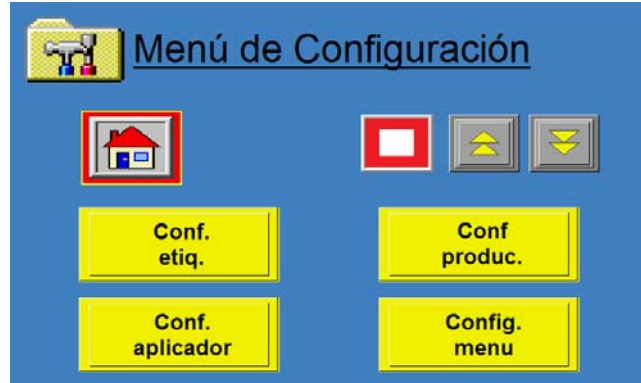 Menú de Configuración
Conf.
etiq.
Conf
produc.
Conf.
aplicador
Config.
menu